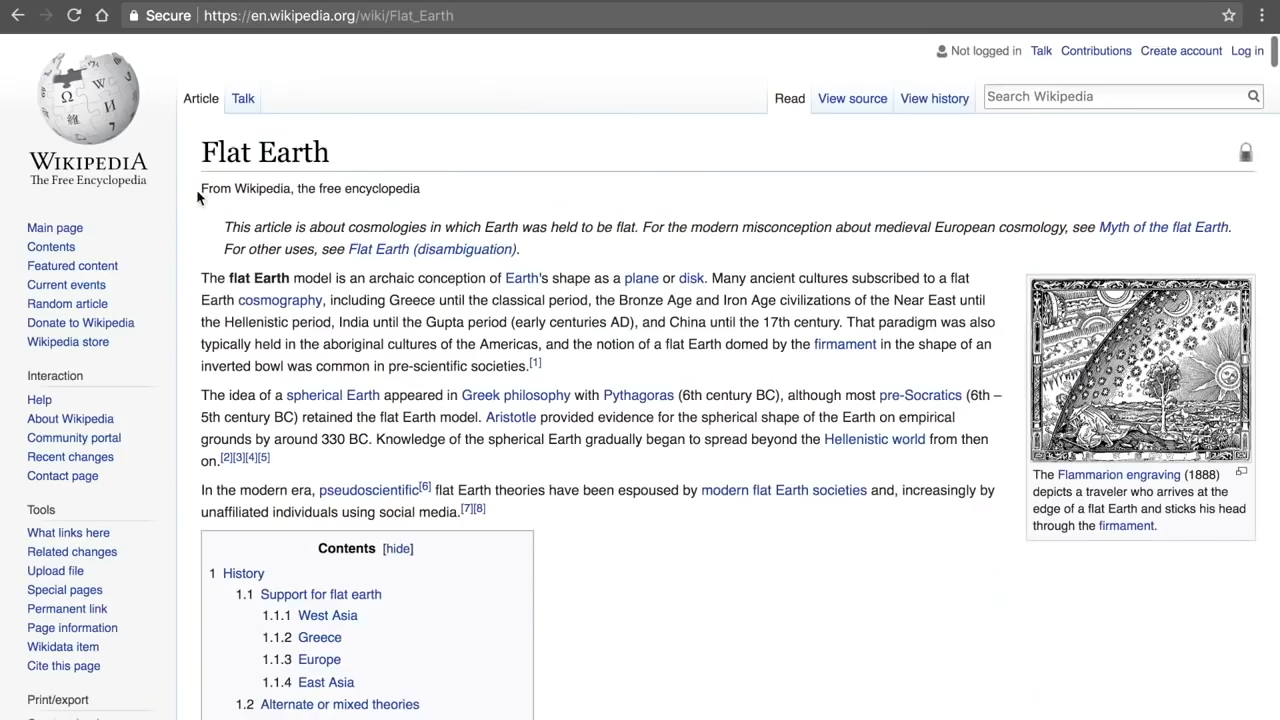 Secure https://en.wikipedia.org/wiki/Flat_Earth
Not logged in Talk Contributions Create account Log in
Article Talk Read View source View history Search Wikipedia
WIKIPEDIA
The Free Encyclopedia
Flat Earth
From Wikipedia, the free encyclopedia
This article is about cosmologies in which Earth was held to be flat. For the modern misconception about medieval European cosmology, see Myth of the flat Earth.
For other uses, see Flat Earth (disambiguation).
The flat Earth model is an archaic conception of Earth's shape as a plane or disk. Many ancient cultures subscribed to a flat
Earth cosmography, including Greece until the classical period, the Bronze Age and Iron Age civilizations of the Near East until
the Hellenistic period, India until the Gupta period (early centuries AD), and China until the 17th century. That paradigm was also
typically held in the aboriginal cultures of the Americas, and the notion of a flat Earth domed by the firmament in the shape of an
inverted bowl was common in pre-scientific societies.[1]
The idea of a spherical Earth appeared in Greek philosophy with Pythagoras (6th century BC), although most pre-Socratics (6th –
5th century BC) retained the flat Earth model. Aristotle provided evidence for the spherical shape of the Earth on empirical
grounds by around 330 BC. Knowledge of the spherical Earth gradually began to spread beyond the Hellenistic world from then
on.[2][3][4][5]
In the modern era, pseudoscientific[6] flat Earth theories have been espoused by modern flat Earth societies and, increasingly by
unaffiliated individuals using social media.[7][8]
The Flammarion engraving (1888)
depicts a traveler who arrives at the
edge of a flat Earth and sticks his head
through the firmament.
Contents [hide]
1 History
1.1 Support for flat earth
1.1.1 West Asia
1.1.2 Greece
1.1.3 Europe
1.1.4 East Asia
1.2 Alternate or mixed theories
Main page
Contents
Featured content
Current events
Random article
Donate to Wikipedia
Wikipedia store
Interaction
Help
About Wikipedia
Community portal
Recent changes
Contact page
Tools
What links here
Related changes
Upload file
Special pages
Permanent link
Page information
Wikidata item
Cite this page
Print/export